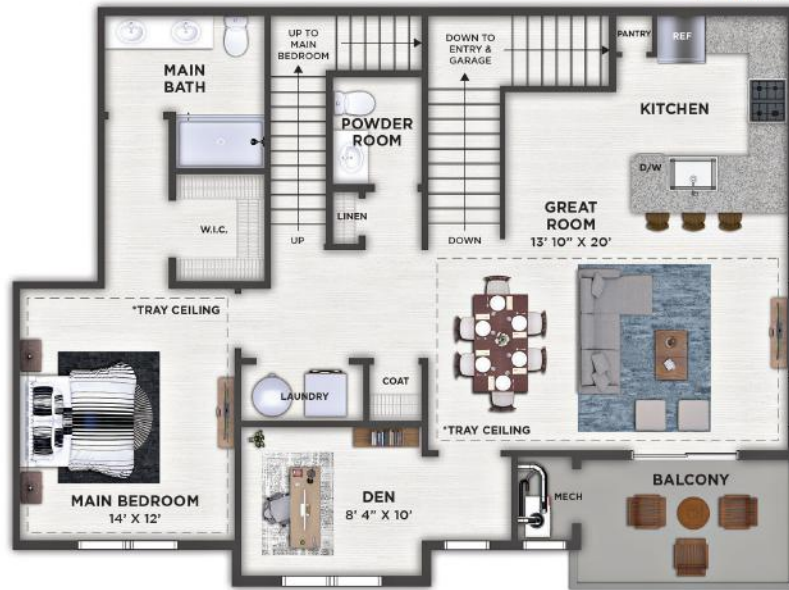 UP TO
MAIN
BEDROOM
DOWN TO
ENTRY &
GARAGE
PANTRY
REF
MAIN
BATH
KITCHEN
POWDER
ROOM
D/W
W.I.C.
LINEN
GREAT
ROOM
13' 10" X 20'
UP
DOWN
*TRAY CEILING
LAUNDRY
COAT
*TRAY CEILING
MAIN BEDROOM
14' X 12'
DEN
8' 4" X 10'
MECH
BALCONY